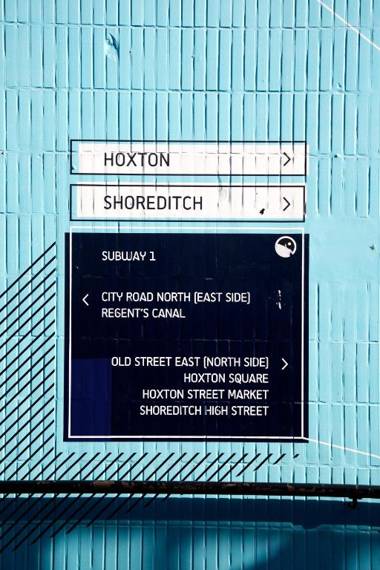 HOXTON
SHOREDITCH
SUBWAY 1
CITY ROAD NORTH (EAST SIDE)
REGENT'S CANAL
OLD STREET EAST (NORTH SIDE)
HOXTON SQUARE
HOXTON STREET MARKET
SHOREDITCH HIGH STREET